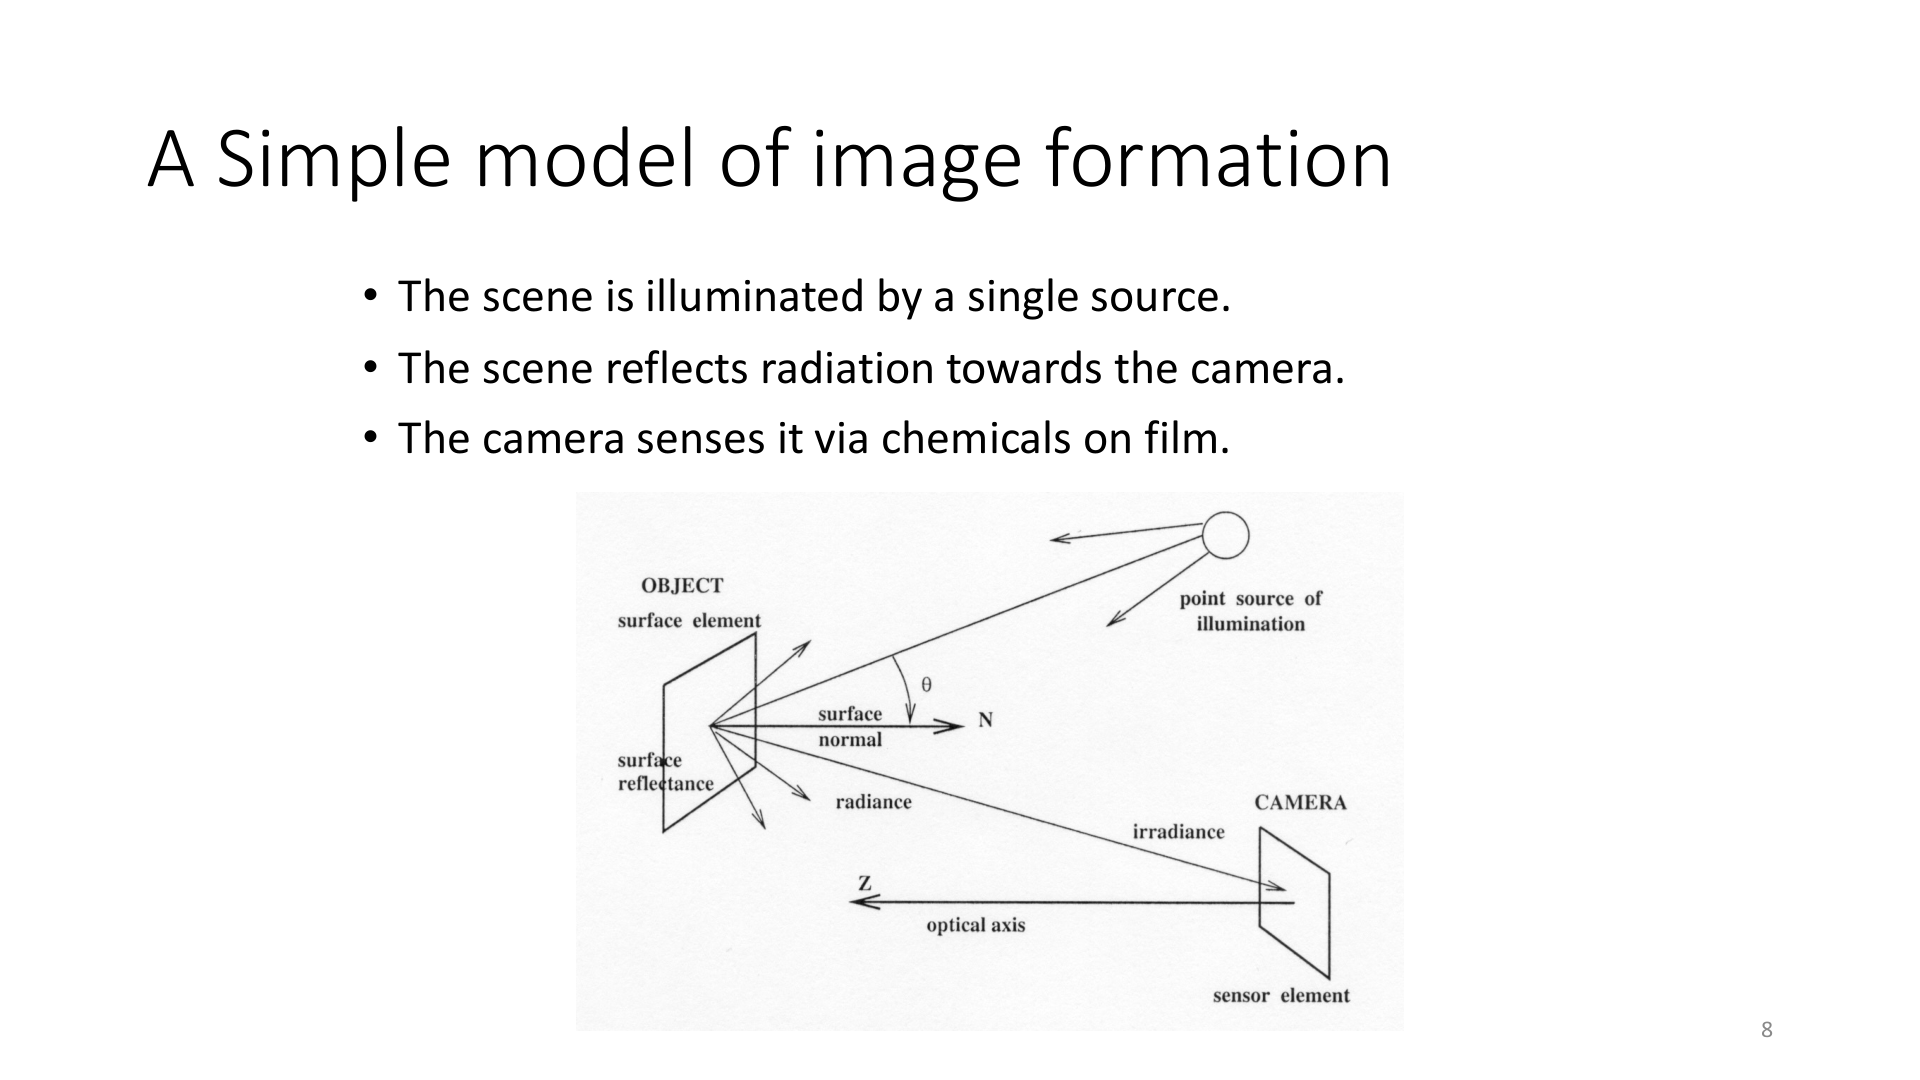 A Simple model of image formation
• The scene is illuminated by a single source.
• The scene reflects radiation towards the camera.
• The camera senses it via chemicals on film.
OBJECT
surface element
point source of
illumination
θ
surface
normal
N
surface
reflectance
radiance
CAMERA
irradiance
Z
optical axis
sensor element
8